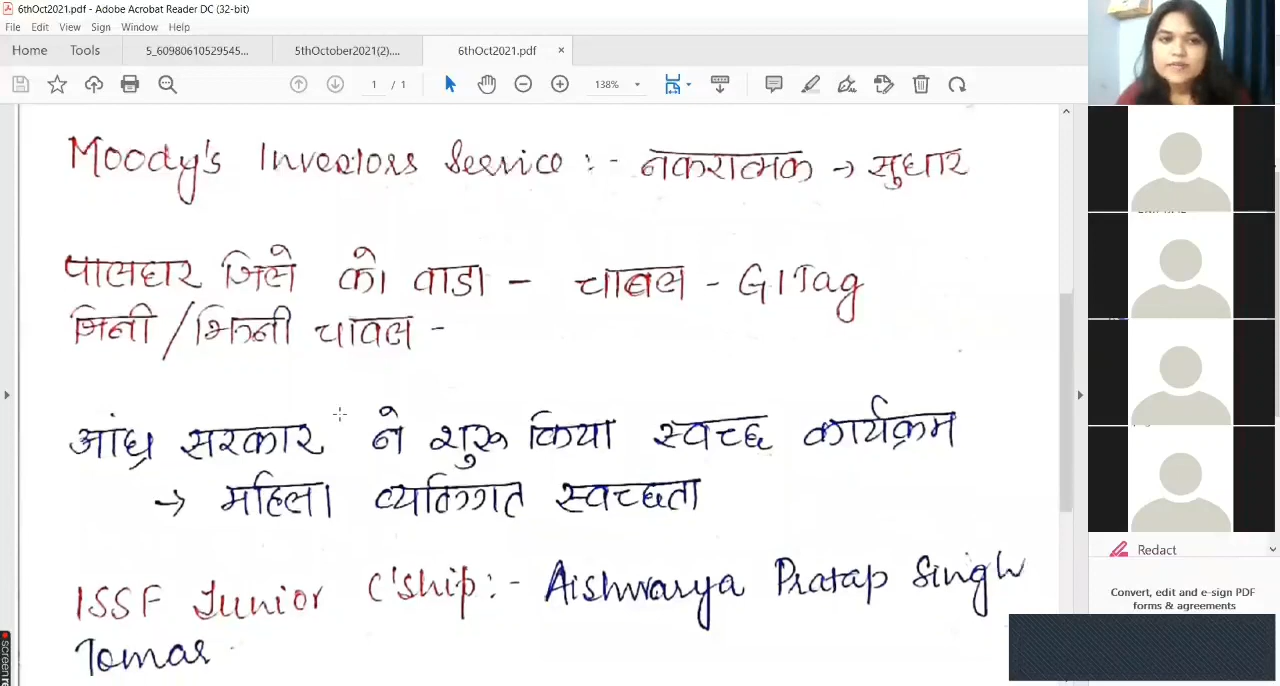 6thOct2021.pdf - Adobe Acrobat Reader DC (32-bit)
File Edit View Sign Window Help
Home Tools 5_60980610529545... 5thOctober2021(2).... 6thOct2021.pdf ×
1 / 1 138%
Moody's Investors Service :- नकरात्मक → सुधार
पालघर जिले को वाडा - चावल - GI Tag
जिनी / झिनी चावल -
आंध्र सरकार ने शुरू किया स्वच्छ कार्यक्रम
→ महिला व्यक्तिगत स्वच्छता
ISSF Junior C'Ship :- Aishwarya Pratap Singh
Tomar
Redact
Convert, edit and e-sign PDF
forms & agreements